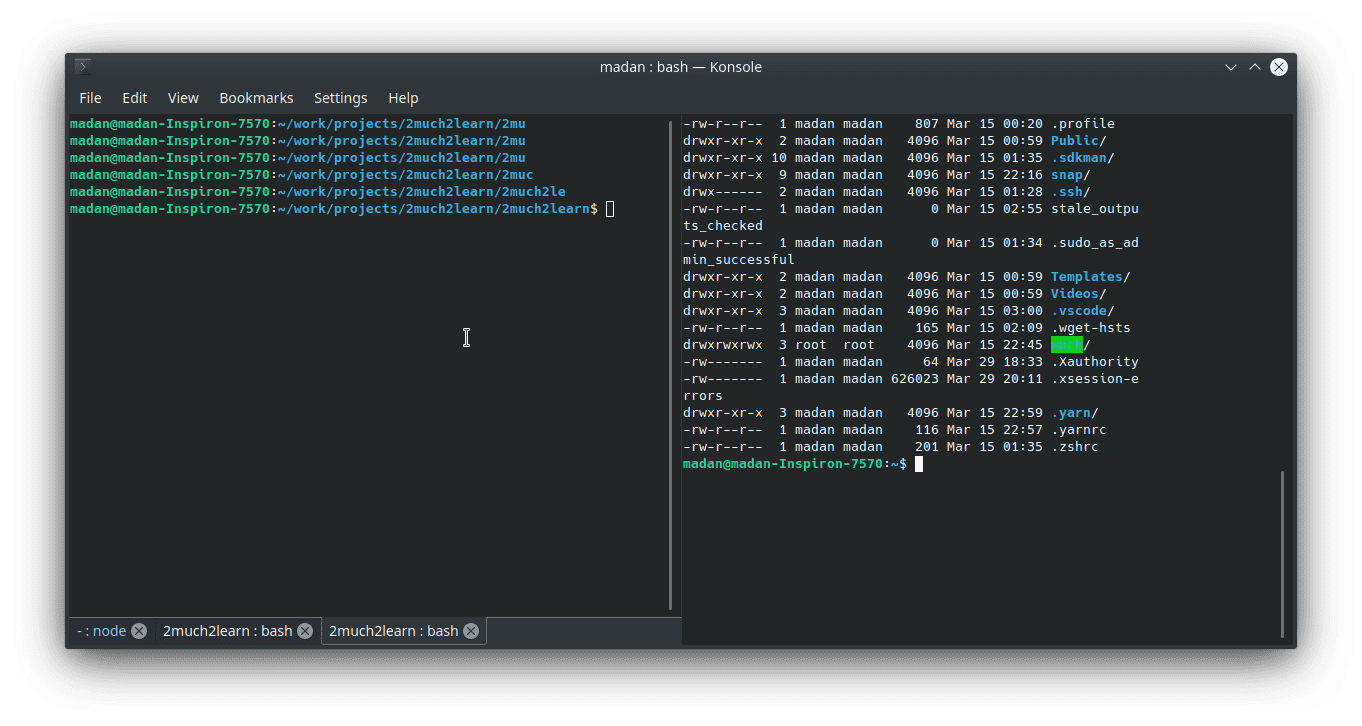 madan : bash — Konsole
File Edit View Bookmarks Settings Help
madan@madan-Inspiron-7570:~/work/projects/2much2learn/2mu
madan@madan-Inspiron-7570:~/work/projects/2much2learn/2mu
madan@madan-Inspiron-7570:~/work/projects/2much2learn/2mu
madan@madan-Inspiron-7570:~/work/projects/2much2learn/2muc
madan@madan-Inspiron-7570:~/work/projects/2much2learn/2much2le
madan@madan-Inspiron-7570:~/work/projects/2much2learn/2much2learn$
- : node 2much2learn : bash 2much2learn : bash
-rw-r--r--  1 madan madan    807 Mar 15 00:20 .profile
drwxr-xr-x  2 madan madan   4096 Mar 15 00:59 Public/
drwxr-xr-x 10 madan madan   4096 Mar 15 01:35 .sdkman/
drwxr-xr-x  9 madan madan   4096 Mar 15 22:16 snap/
drwx------  2 madan madan   4096 Mar 15 01:28 .ssh/
-rw-r--r--  1 madan madan      0 Mar 15 02:55 stale_outpu
ts_checked
-rw-r--r--  1 madan madan      0 Mar 15 01:34 .sudo_as_ad
min_successful
drwxr-xr-x  2 madan madan   4096 Mar 15 00:59 Templates/
drwxr-xr-x  2 madan madan   4096 Mar 15 00:59 Videos/
drwxr-xr-x  3 madan madan   4096 Mar 15 03:00 .vscode/
-rw-r--r--  1 madan madan    165 Mar 15 02:09 .wget-hsts
drwxrwxrwx  3 root  root    4096 Mar 15 22:45 work/
-rw-------  1 madan madan     64 Mar 29 18:33 .Xauthority
-rw-------  1 madan madan 626023 Mar 29 20:11 .xsession-e
rrors
drwxr-xr-x  3 madan madan   4096 Mar 15 22:59 .yarn/
-rw-r--r--  1 madan madan    116 Mar 15 22:57 .yarnrc
-rw-r--r--  1 madan madan    201 Mar 15 01:35 .zshrc
madan@madan-Inspiron-7570:~$